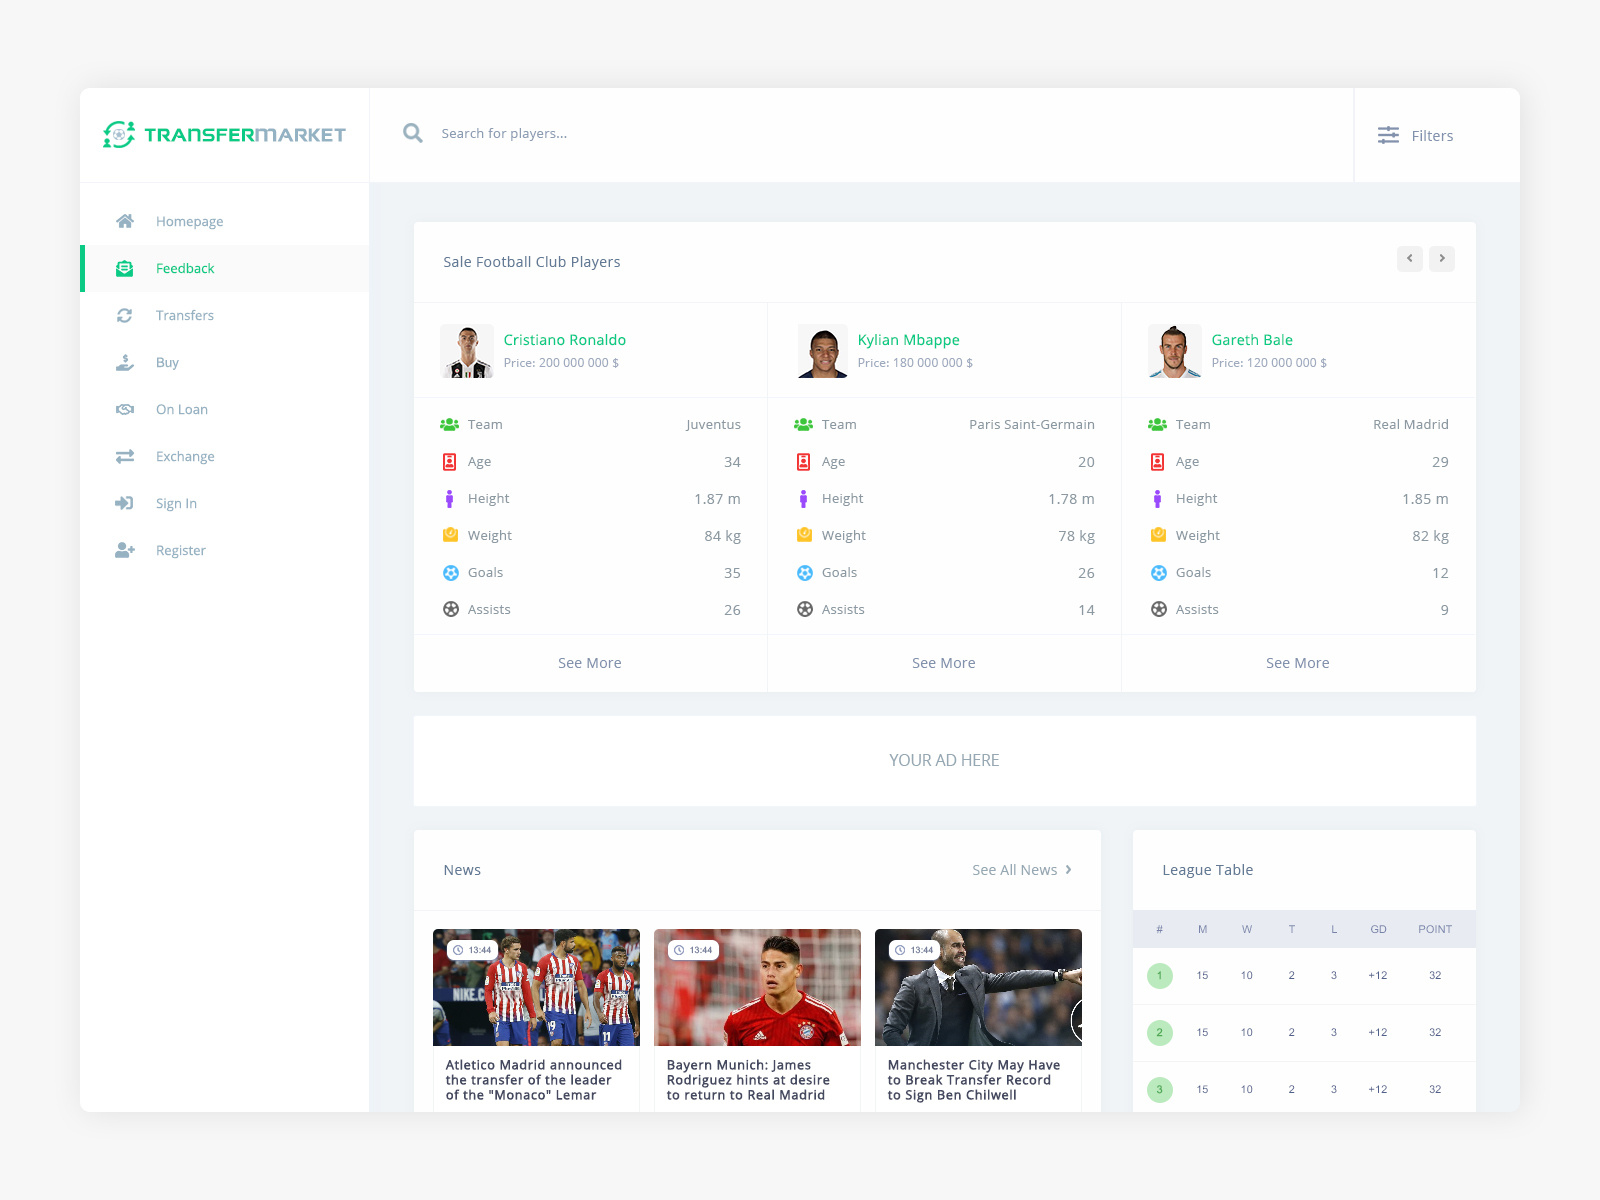 TRANSFERMARKET
Search for players...
Filters
Homepage
Feedback
Transfers
Buy
On Loan
Exchange
Sign In
Register
Sale Football Club Players
Cristiano Ronaldo
Price: 200 000 000 $
Team Juventus
Age 34
Height 1.87 m
Weight 84 kg
Goals 35
Assists 26
See More
Kylian Mbappe
Price: 180 000 000 $
Team Paris Saint-Germain
Age 20
Height 1.78 m
Weight 78 kg
Goals 26
Assists 14
See More
Gareth Bale
Price: 120 000 000 $
Team Real Madrid
Age 29
Height 1.85 m
Weight 82 kg
Goals 12
Assists 9
See More
YOUR AD HERE
News
See All News
13:44
NIKE.C
19
11
Atletico Madrid announced
the transfer of the leader
of the "Monaco" Lemar
13:44
Bayern Munich: James
Rodriguez hints at desire
to return to Real Madrid
13:44
Manchester City May Have
to Break Transfer Record
to Sign Ben Chilwell
League Table
# M W T L GD POINT
1 15 10 2 3 +12 32
2 15 10 2 3 +12 32
3 15 10 2 3 +12 32